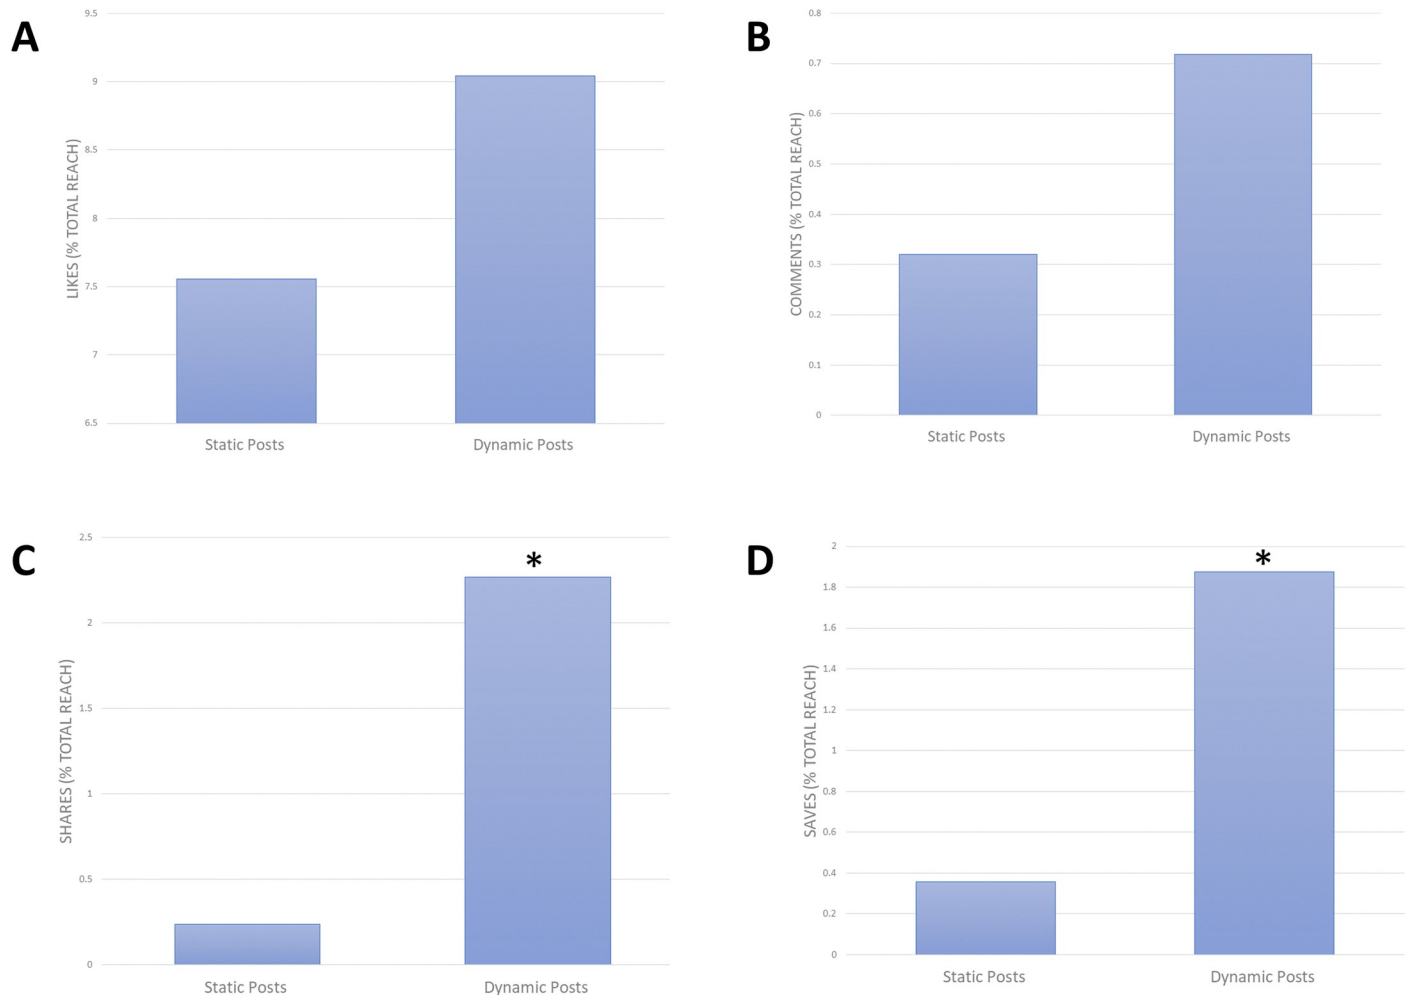 A
LIKES (% TOTAL REACH)
9.5
9
8.5
8
7.5
7
6.5
Static Posts
Dynamic Posts
B
COMMENTS (% TOTAL REACH)
0.8
0.7
0.6
0.5
0.4
0.3
0.2
0.1
0
Static Posts
Dynamic Posts
C
SHARES (% TOTAL REACH)
2.5
2
1.5
1
0.5
0
*
Static Posts
Dynamic Posts
D
SAVES (% TOTAL REACH)
2
1.8
1.6
1.4
1.2
1
0.8
0.6
0.4
0.2
0
*
Static Posts
Dynamic Posts